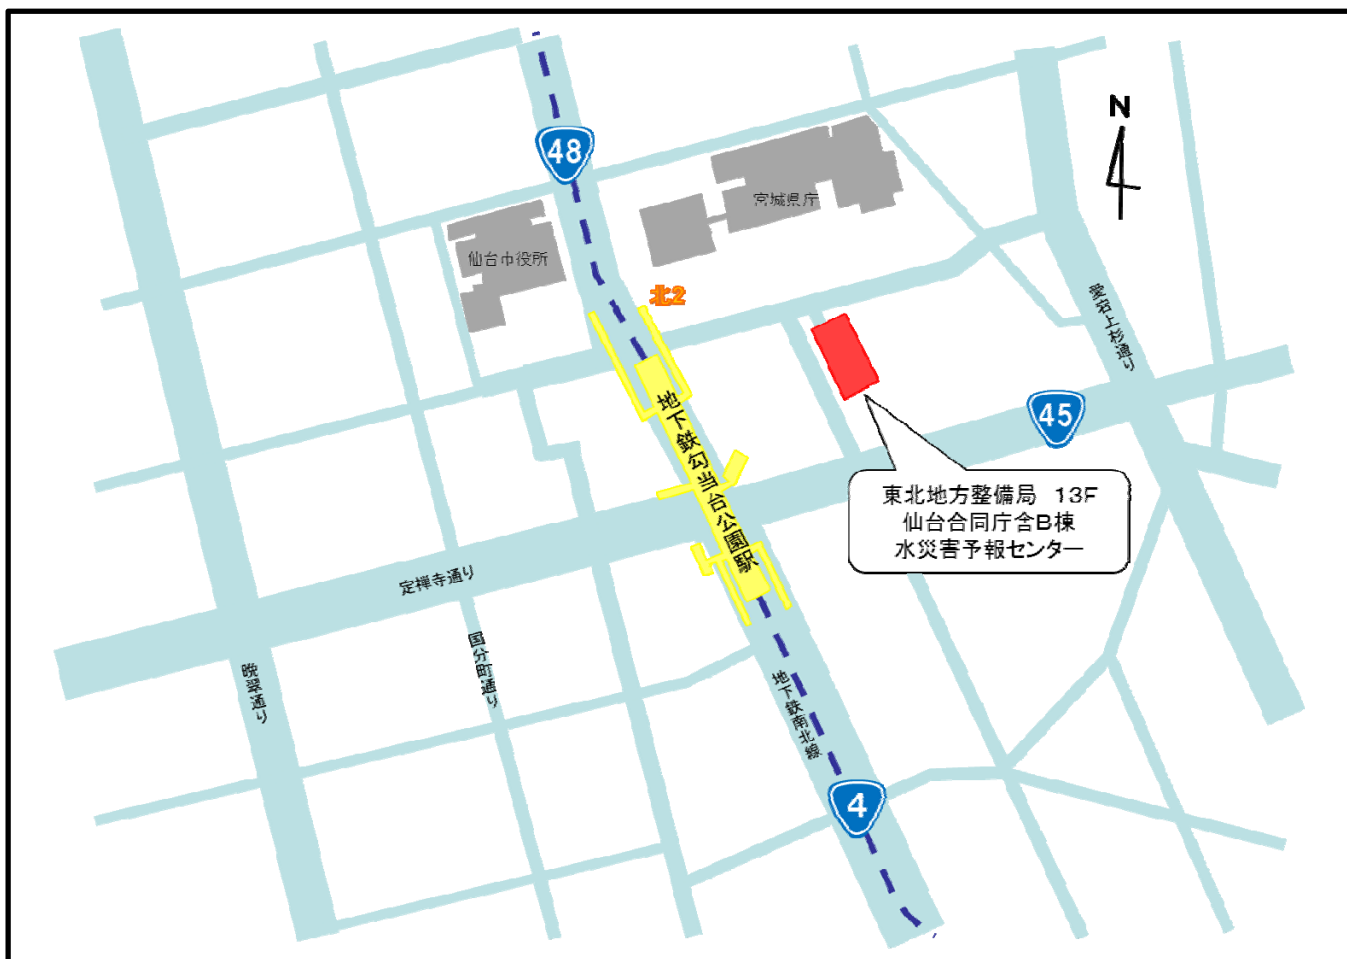 N
48
宮城県庁
仙台市役所
北2
愛宕上杉通り
45
地下鉄勾当台公園駅
東北地方整備局 13F
仙台合同庁舎B棟
水災害予報センター
定禅寺通り
国分町通り
晩翠通り
地下鉄南北線
4